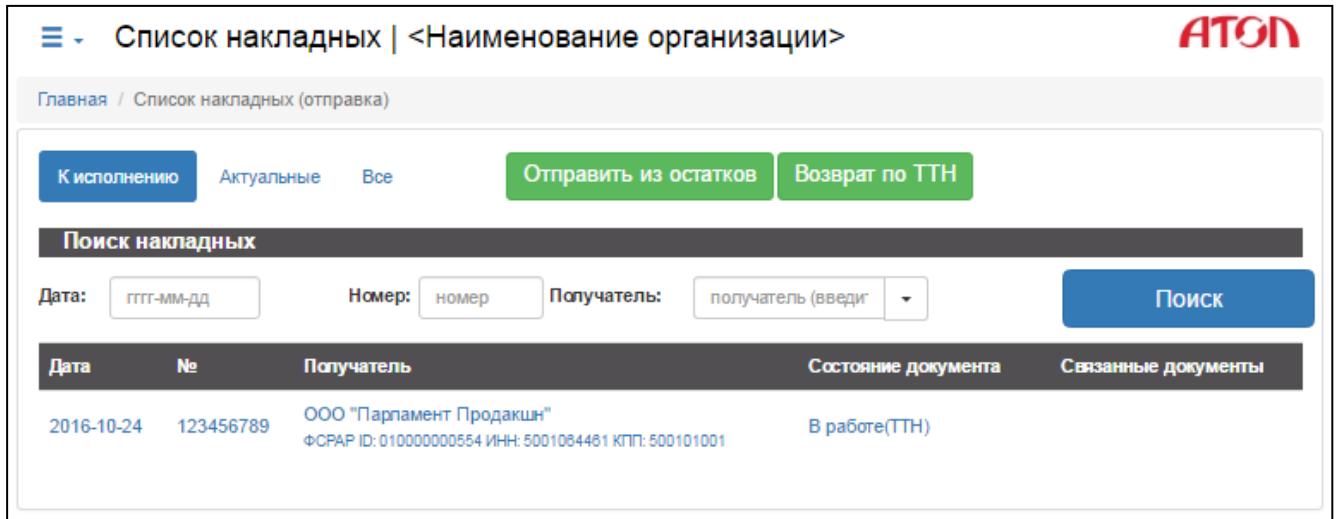 Список накладных | <Наименование организации>
АТОЛ
Главная / Список накладных (отправка)
К исполнению Актуальные Все Отправить из остатков Возврат по ТТН
Поиск накладных
Дата: гггг-мм-дд Номер: номер Получатель: получатель (введит Поиск
Дата № Получатель Состояние документа Связанные документы
2016-10-24 123456789 ООО "Парламент Продакшн" В работе(ТТН)
ФСРАР ID: 010000000554 ИНН: 5001064461 КПП: 500101001